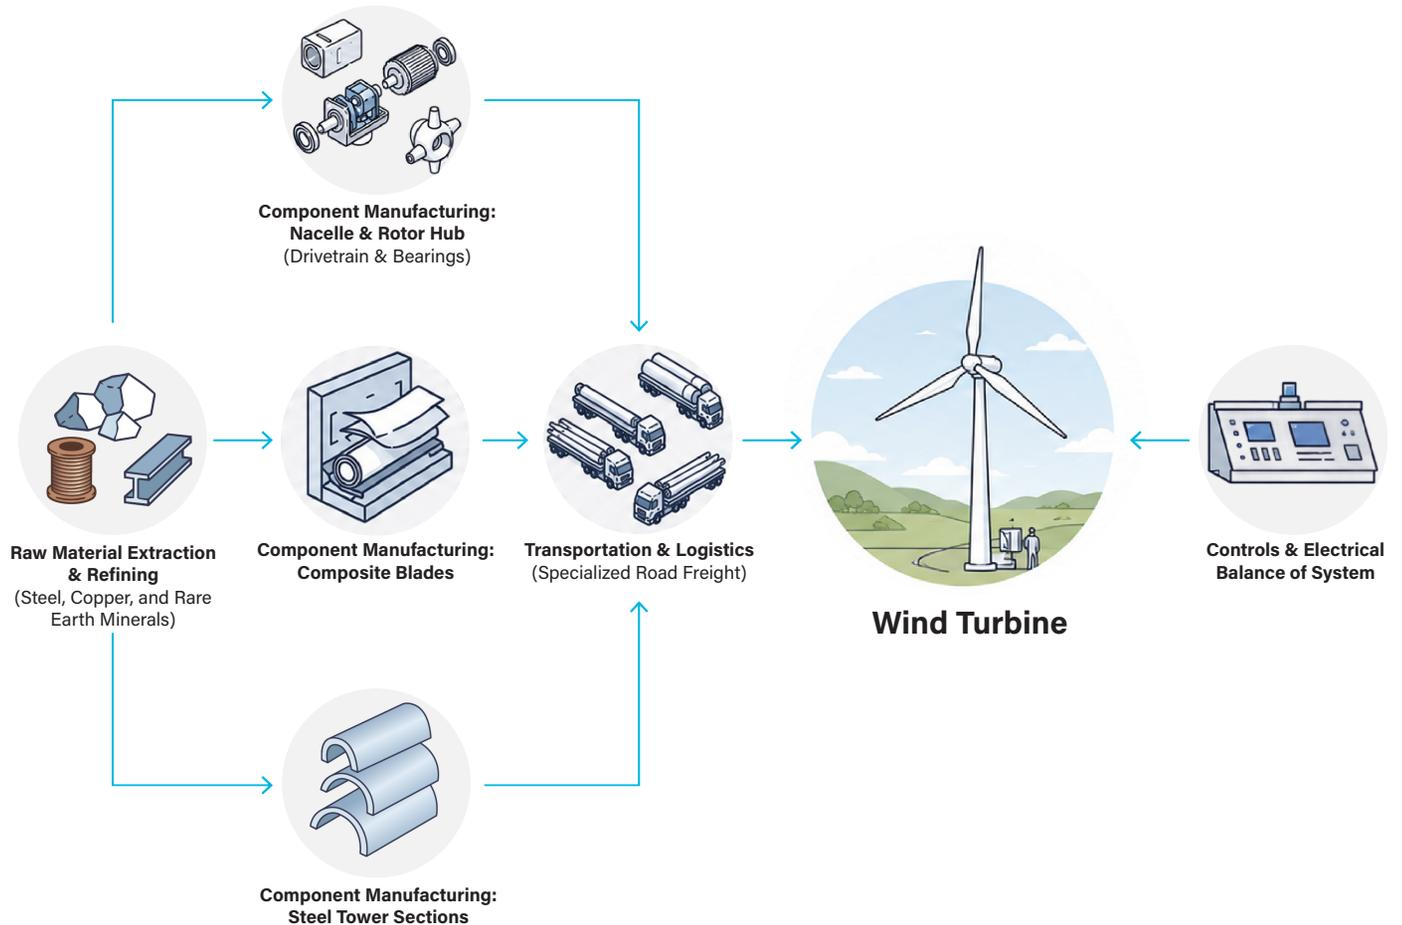 Component Manufacturing:
Nacelle & Rotor Hub
(Drivetrain & Bearings)
Raw Material Extraction
& Refining
(Steel, Copper, and Rare
Earth Minerals)
Component Manufacturing:
Composite Blades
Transportation & Logistics
(Specialized Road Freight)
Wind Turbine
Controls & Electrical
Balance of System
Component Manufacturing:
Steel Tower Sections